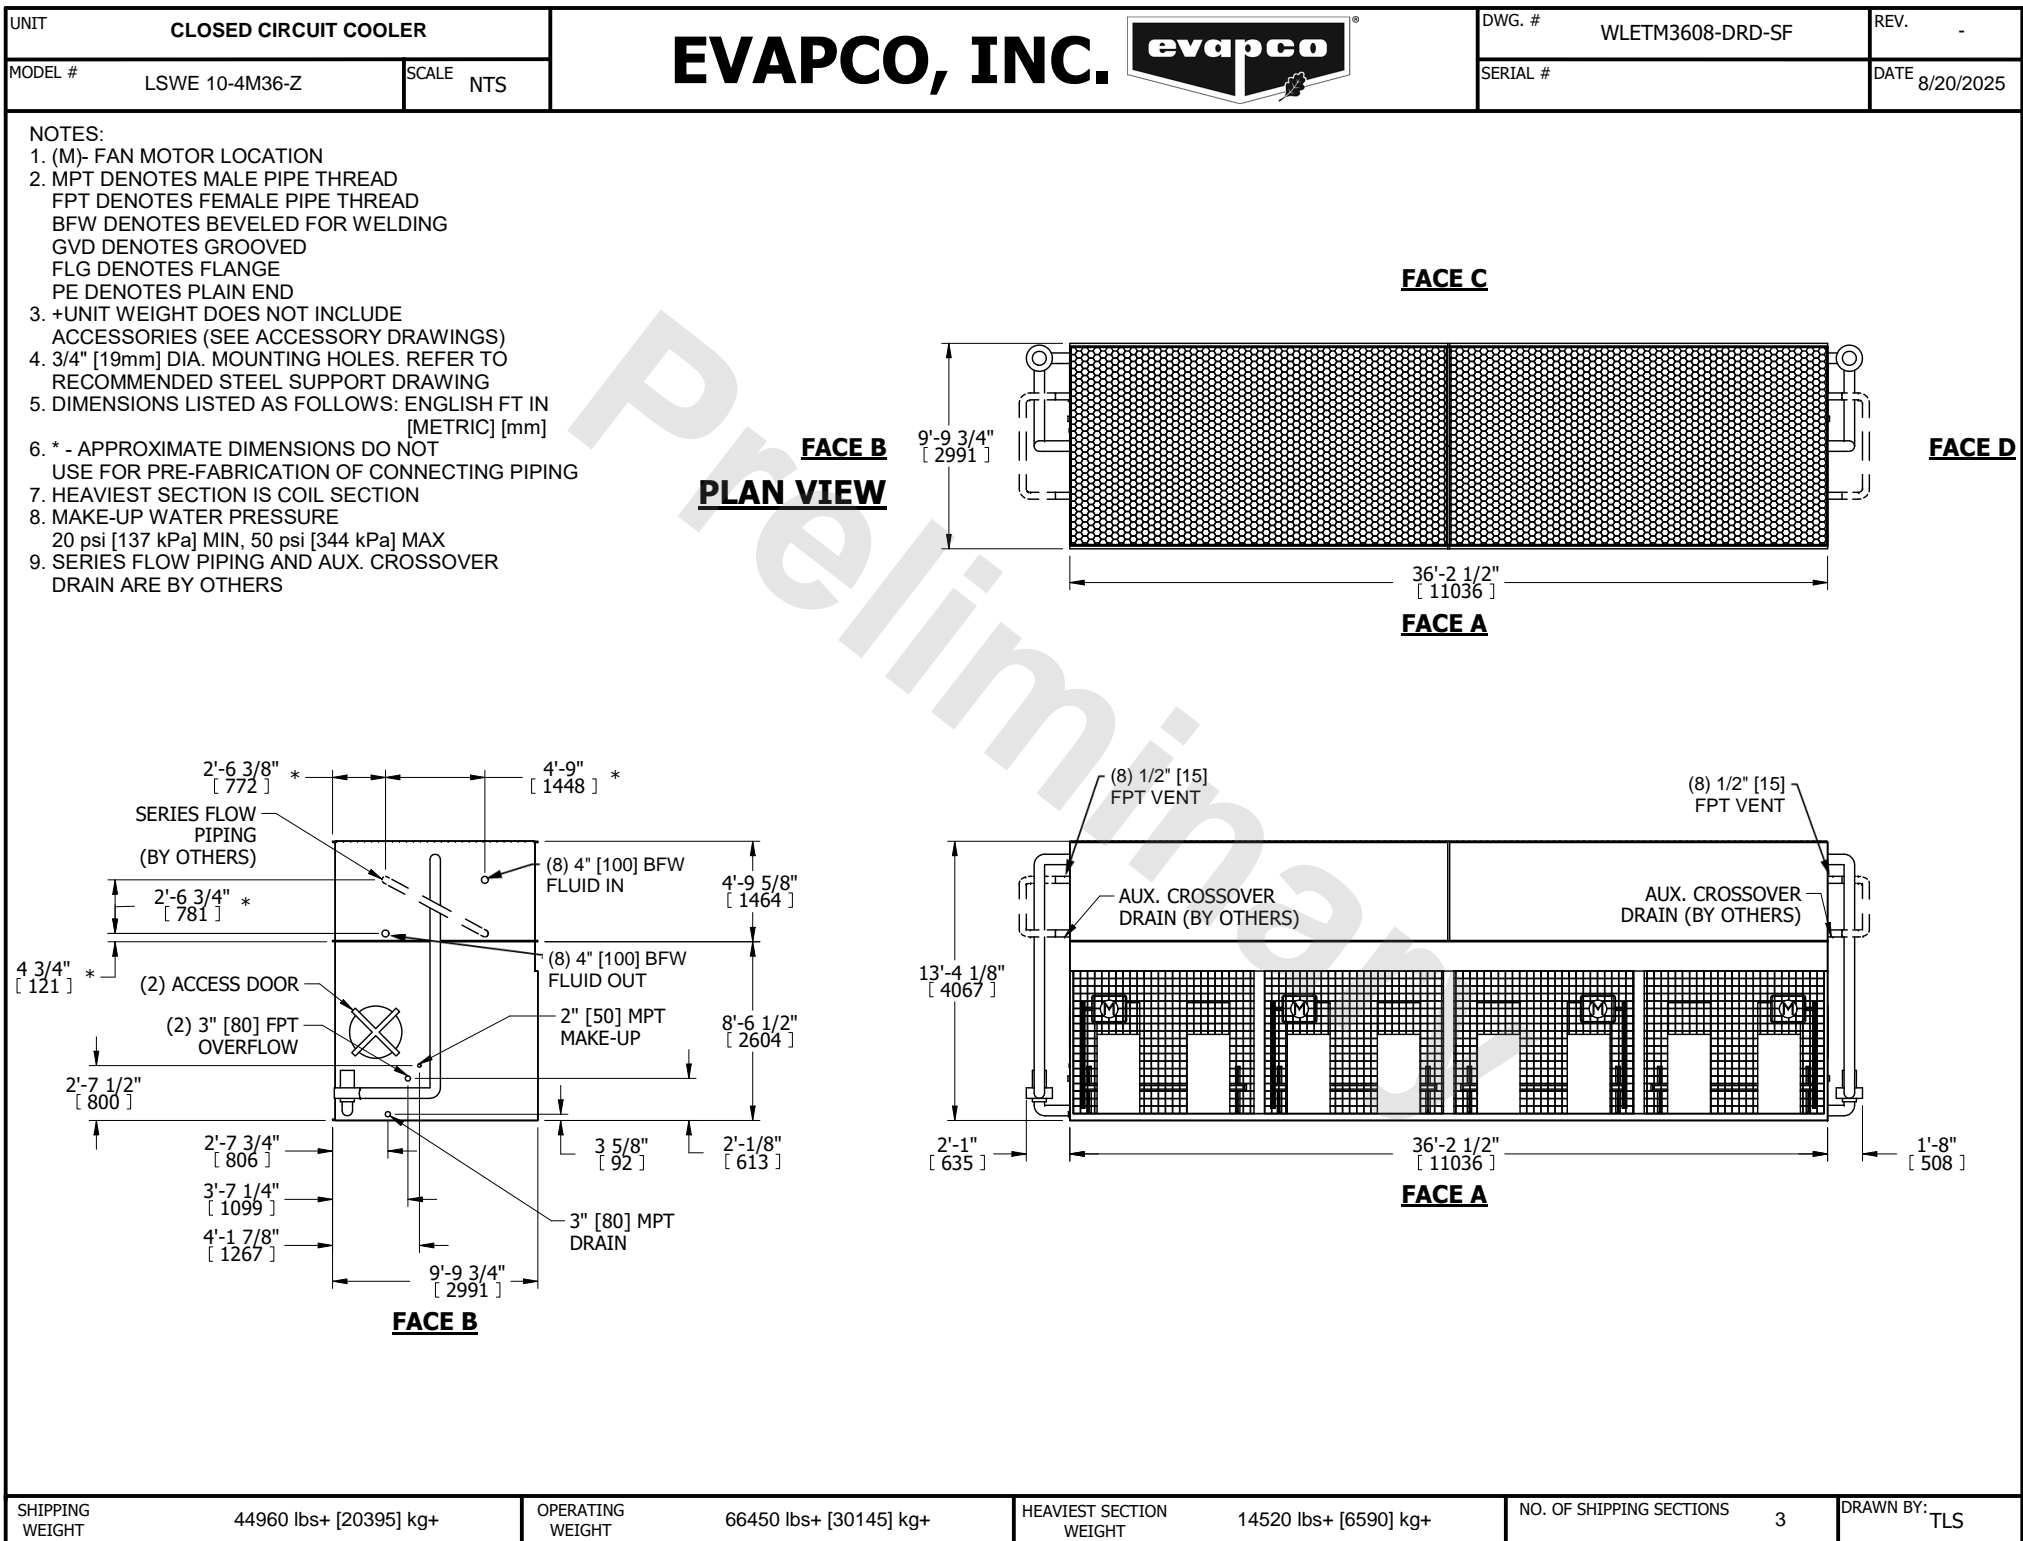 UNIT
CLOSED CIRCUIT COOLER
MODEL #
LSWE 10-4M36-Z
SCALE
NTS
EVAPCO, INC.
evapco
®
DWG. #
WLETM3608-DRD-SF
REV.
-
SERIAL #
DATE
8/20/2025
NOTES:
1. (M)- FAN MOTOR LOCATION
2. MPT DENOTES MALE PIPE THREAD
FPT DENOTES FEMALE PIPE THREAD
BFW DENOTES BEVELED FOR WELDING
GVD DENOTES GROOVED
FLG DENOTES FLANGE
PE DENOTES PLAIN END
3. +UNIT WEIGHT DOES NOT INCLUDE
ACCESSORIES (SEE ACCESSORY DRAWINGS)
4. 3/4" [19mm] DIA. MOUNTING HOLES. REFER TO
RECOMMENDED STEEL SUPPORT DRAWING
5. DIMENSIONS LISTED AS FOLLOWS: ENGLISH FT IN
[METRIC] [mm]
6. * - APPROXIMATE DIMENSIONS DO NOT
USE FOR PRE-FABRICATION OF CONNECTING PIPING
7. HEAVIEST SECTION IS COIL SECTION
8. MAKE-UP WATER PRESSURE
20 psi [137 kPa] MIN, 50 psi [344 kPa] MAX
9. SERIES FLOW PIPING AND AUX. CROSSOVER
DRAIN ARE BY OTHERS
Preliminary
FACE C
FACE B
PLAN VIEW
9'-9 3/4"
[ 2991 ]
FACE D
36'-2 1/2"
[ 11036 ]
FACE A
2'-6 3/8" *
[ 772 ]
4'-9" *
[ 1448 ]
SERIES FLOW
PIPING
(BY OTHERS)
2'-6 3/4" *
[ 781 ]
4 3/4" *
[ 121 ]
(2) ACCESS DOOR
(2) 3" [80] FPT
OVERFLOW
2'-7 1/2"
[ 800 ]
2'-7 3/4"
[ 806 ]
3'-7 1/4"
[ 1099 ]
4'-1 7/8"
[ 1267 ]
9'-9 3/4"
[ 2991 ]
FACE B
(8) 4" [100] BFW
FLUID IN
(8) 4" [100] BFW
FLUID OUT
2" [50] MPT
MAKE-UP
4'-9 5/8"
[ 1464 ]
8'-6 1/2"
[ 2604 ]
3 5/8"
[ 92 ]
2'-1/8"
[ 613 ]
3" [80] MPT
DRAIN
(8) 1/2" [15]
FPT VENT
(8) 1/2" [15]
FPT VENT
AUX. CROSSOVER
DRAIN (BY OTHERS)
AUX. CROSSOVER
DRAIN (BY OTHERS)
13'-4 1/8"
[ 4067 ]
M
M
M
M
2'-1"
[ 635 ]
36'-2 1/2"
[ 11036 ]
1'-8"
[ 508 ]
FACE A
SHIPPING
WEIGHT
44960 lbs+ [20395] kg+
OPERATING
WEIGHT
66450 lbs+ [30145] kg+
HEAVIEST SECTION
WEIGHT
14520 lbs+ [6590] kg+
NO. OF SHIPPING SECTIONS
3
DRAWN BY:
TLS